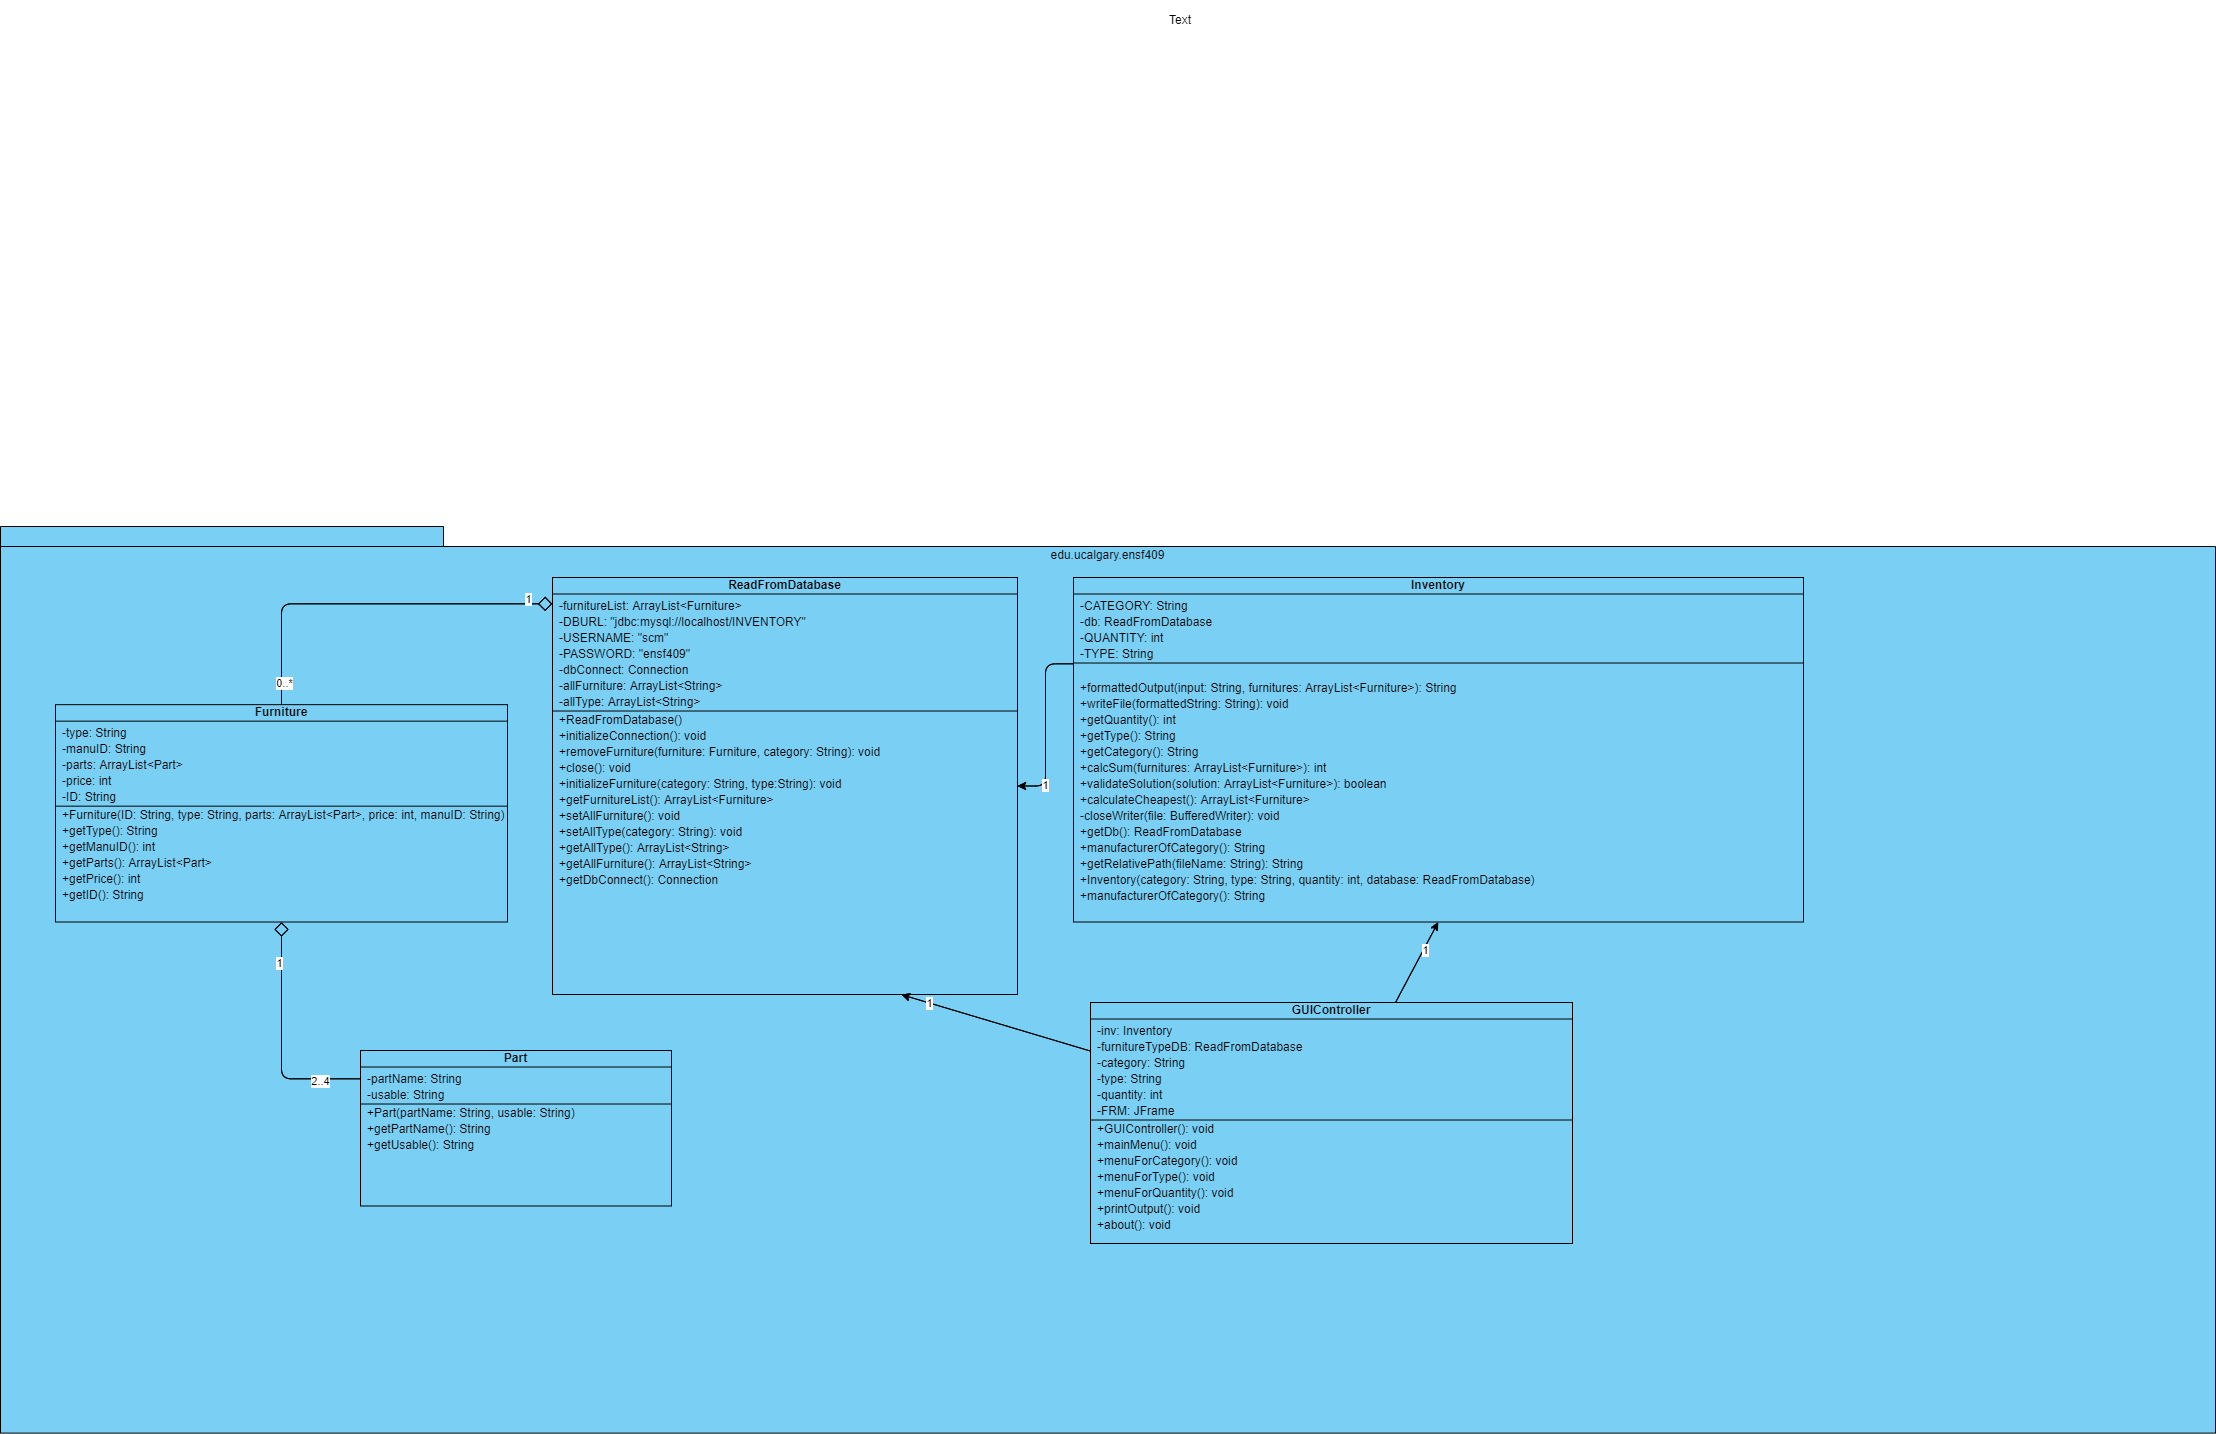 Text
edu.ucalgary.ensf409
ReadFromDatabase
-furnitureList: ArrayList<Furniture>
-DBURL: "jdbc:mysql://localhost/INVENTORY"
-USERNAME: "scm"
-PASSWORD: "ensf409"
-dbConnect: Connection
-allFurniture: ArrayList<String>
-allType: ArrayList<String>
+ReadFromDatabase()
+initializeConnection(): void
+removeFurniture(furniture: Furniture, category: String): void
+close(): void
+initializeFurniture(category: String, type:String): void
+getFurnitureList(): ArrayList<Furniture>
+setAllFurniture(): void
+setAllType(category: String): void
+getAllType(): ArrayList<String>
+getAllFurniture(): ArrayList<String>
+getDbConnect(): Connection
Inventory
-CATEGORY: String
-db: ReadFromDatabase
-QUANTITY: int
-TYPE: String
+formattedOutput(input: String, furnitures: ArrayList<Furniture>): String
+writeFile(formattedString: String): void
+getQuantity(): int
+getType(): String
+getCategory(): String
+calcSum(furnitures: ArrayList<Furniture>): int
+validateSolution(solution: ArrayList<Furniture>): boolean
+calculateCheapest(): ArrayList<Furniture>
-closeWriter(file: BufferedWriter): void
+getDb(): ReadFromDatabase
+manufacturerOfCategory(): String
+getRelativePath(fileName: String): String
+Inventory(category: String, type: String, quantity: int, database: ReadFromDatabase)
+manufacturerOfCategory(): String
1
0..*
1
Furniture
-type: String
-manuID: String
-parts: ArrayList<Part>
-price: int
-ID: String
+Furniture(ID: String, type: String, parts: ArrayList<Part>, price: int, manuID: String)
+getType(): String
+getManuID(): int
+getParts(): ArrayList<Part>
+getPrice(): int
+getID(): String
1
2..4
Part
-partName: String
-usable: String
+Part(partName: String, usable: String)
+getPartName(): String
+getUsable(): String
1
1
GUIController
-inv: Inventory
-furnitureTypeDB: ReadFromDatabase
-category: String
-type: String
-quantity: int
-FRM: JFrame
+GUIController(): void
+mainMenu(): void
+menuForCategory(): void
+menuForType(): void
+menuForQuantity(): void
+printOutput(): void
+about(): void